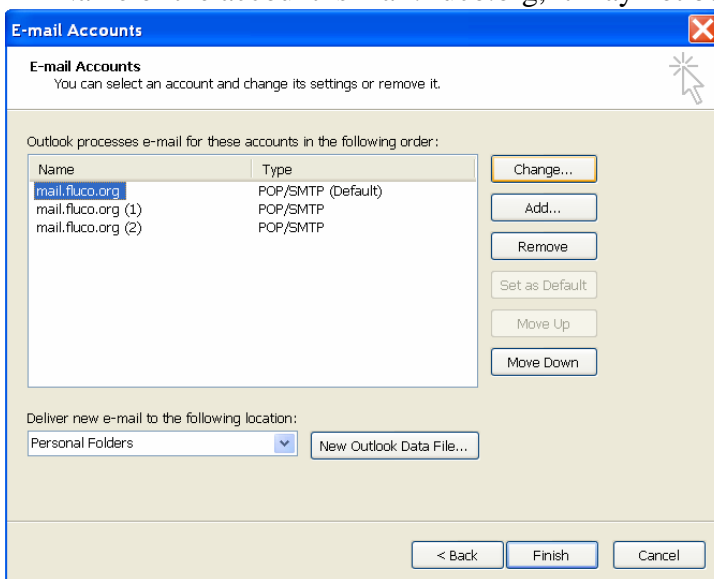 E-mail Accounts
E-mail Accounts
You can select an account and change its settings or remove it.
Outlook processes e-mail for these accounts in the following order:
Name Type
mail.fluco.org POP/SMTP (Default)
mail.fluco.org (1) POP/SMTP
mail.fluco.org (2) POP/SMTP
Change...
Add...
Remove
Set as Default
Move Up
Move Down
Deliver new e-mail to the following location:
Personal Folders New Outlook Data File...
< Back Finish Cancel